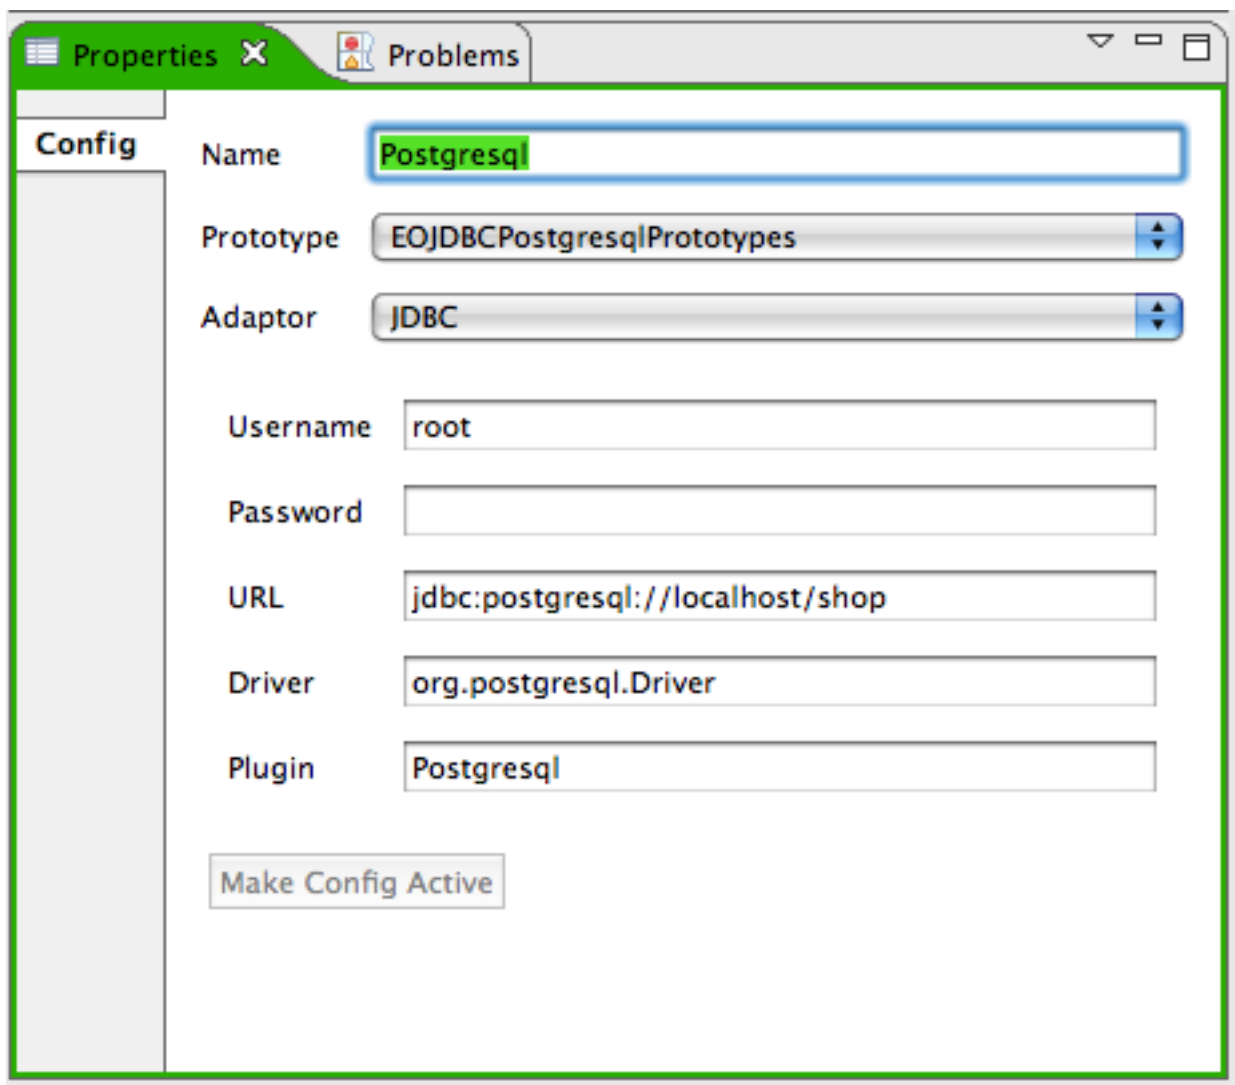 Properties Problems
Config
Name Postgresql
Prototype EOJDBCPostgresqlPrototypes
Adaptor JDBC
Username root
Password
URL jdbc:postgresql://localhost/shop
Driver org.postgresql.Driver
Plugin Postgresql
Make Config Active